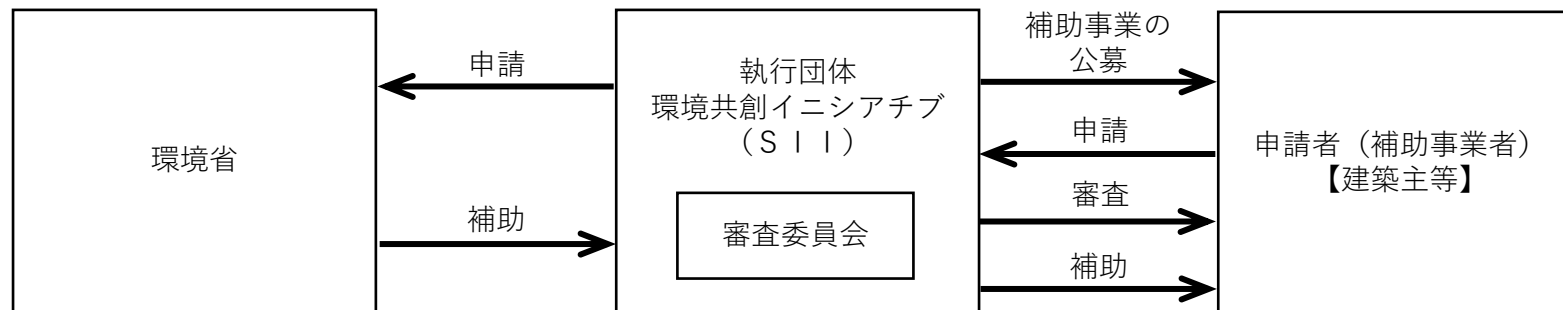 環境省
申請
補助
執行団体
環境共創イニシアチブ
（ＳＩＩ）
審査委員会
補助事業の
公募
申請
審査
補助
申請者（補助事業者）
【建築主等】